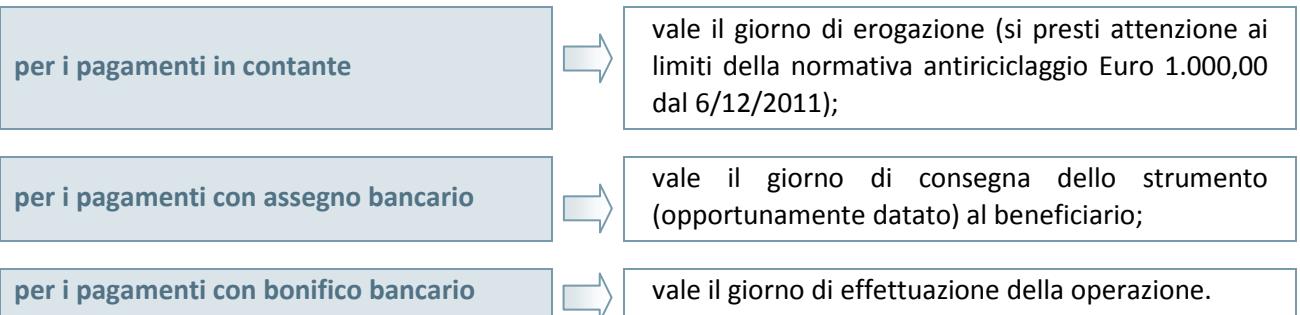 per i pagamenti in contante
vale il giorno di erogazione (si presti attenzione ai
limiti della normativa antiriciclaggio Euro 1.000,00
dal 6/12/2011);
per i pagamenti con assegno bancario
vale il giorno di consegna dello strumento
(opportunamente datato) al beneficiario;
per i pagamenti con bonifico bancario
vale il giorno di effettuazione della operazione.